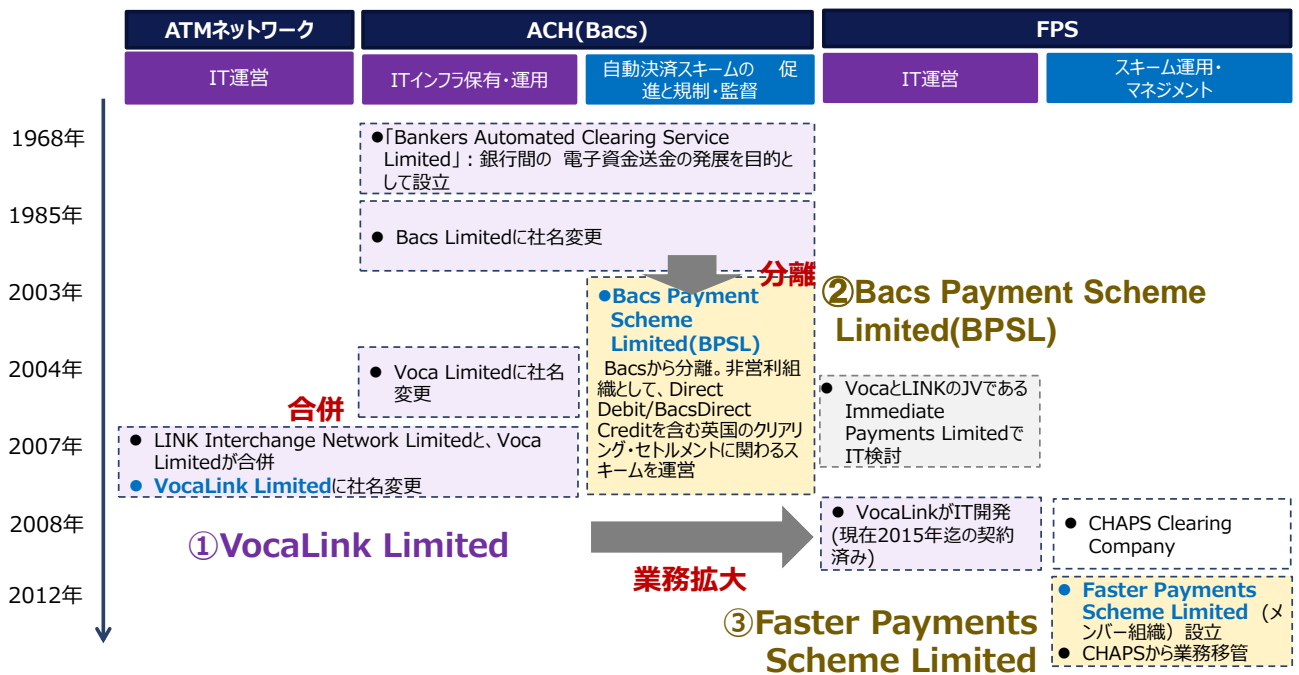 ATMネットワーク
ACH(Bacs)
FPS
IT運営
ITインフラ保有・運用
自動決済スキームの 促
進と規制・監督
IT運営
スキーム運用・
マネジメント
1968年
●「Bankers Automated Clearing Service
Limited」：銀行間の 電子資金送金の発展を目的と
して設立
1985年
● Bacs Limitedに社名変更
分離
2003年
●Bacs Payment
Scheme
Limited(BPSL)
Bacsから分離。非営利組
織として、Direct
Debit/BacsDirect
Creditを含む英国のクリアリ
ング・セトルメントに関わるス
キームを運営
②Bacs Payment Scheme
Limited(BPSL)
2004年
● Voca Limitedに社名
変更
● VocaとLINKのJVである
Immediate
Payments Limitedで
IT検討
合併
2007年
● LINK Interchange Network Limitedと、Voca
Limitedが合併
● VocaLink Limitedに社名変更
2008年
①VocaLink Limited
業務拡大
● VocaLinkがIT開発
(現在2015年迄の契約
済み)
● CHAPS Clearing
Company
2012年
③Faster Payments
Scheme Limited
● Faster Payments
Scheme Limited (メ
ンバー組織）設立
● CHAPSから業務移管